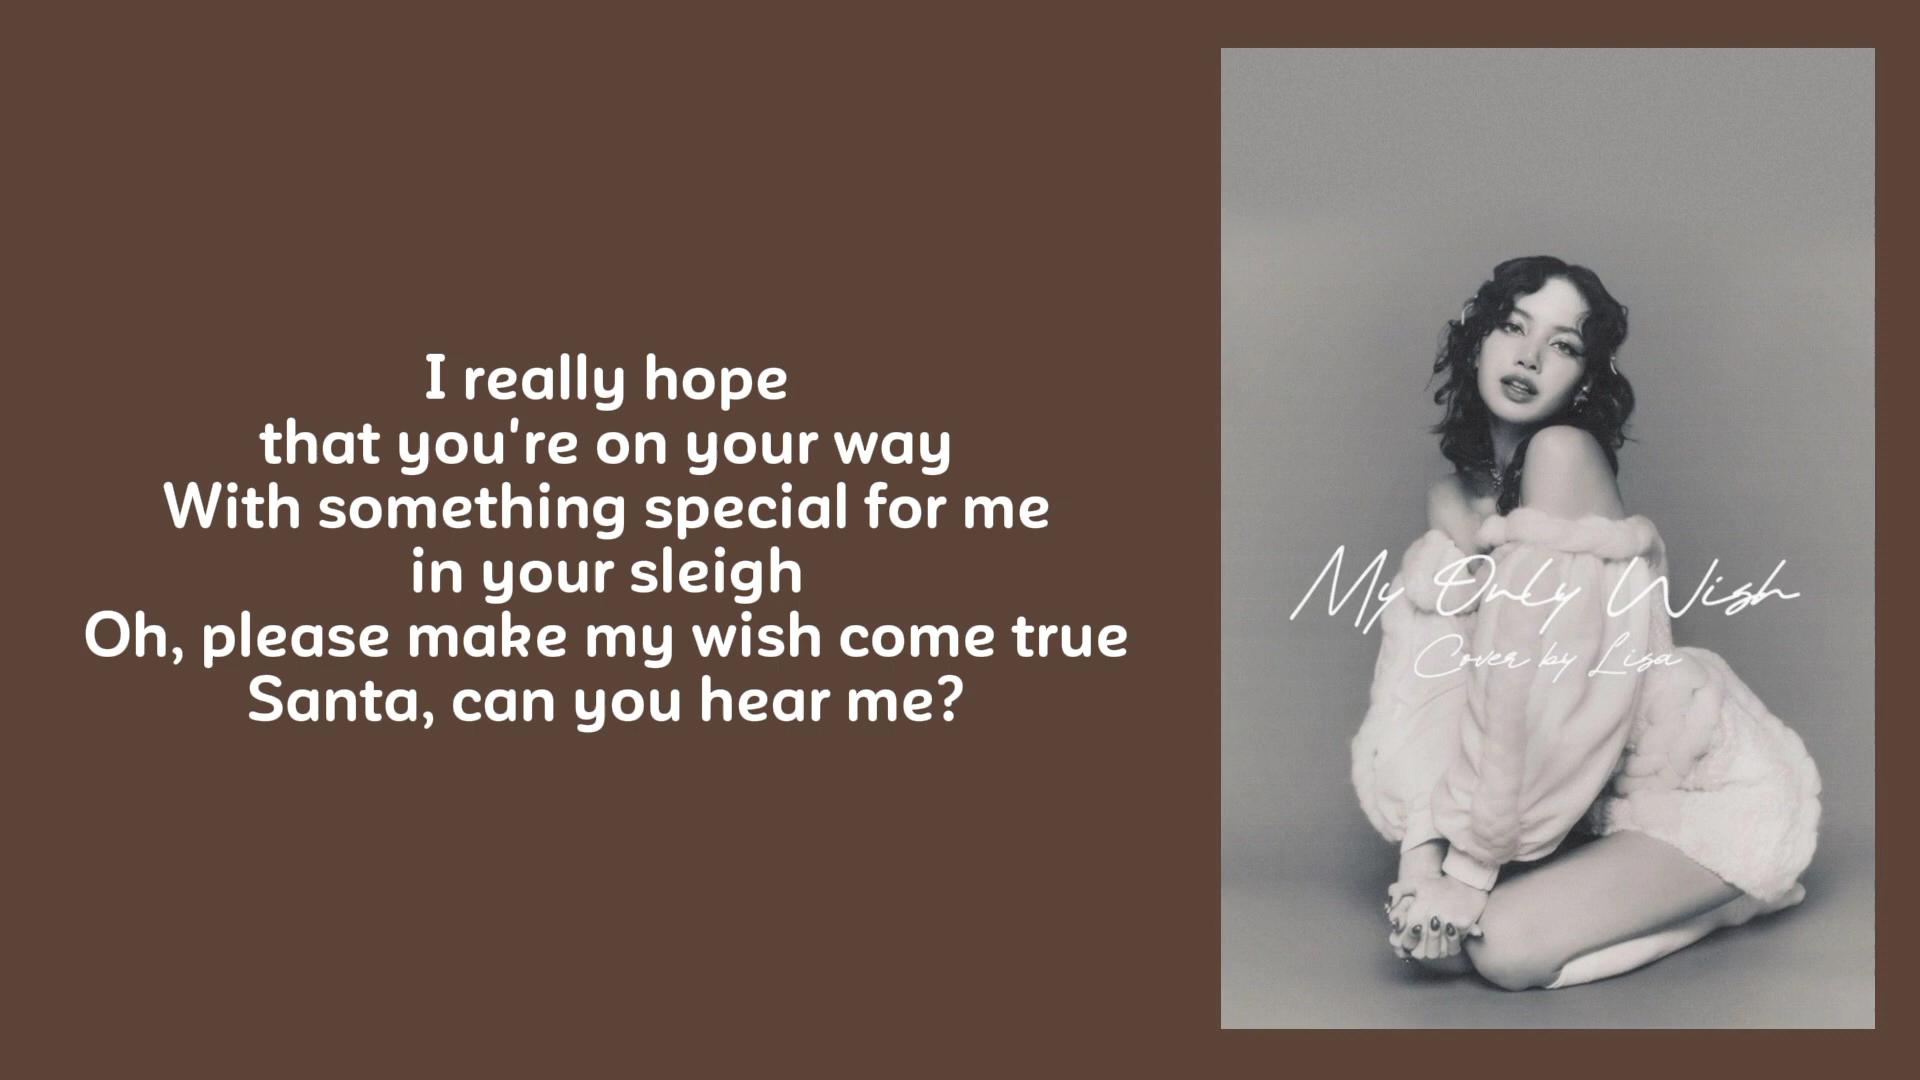 I really hope
that you're on your way
With something special for me
in your sleigh
Oh, please make my wish come true
Santa, can you hear me?
My Only Wish
Cover by Lisa